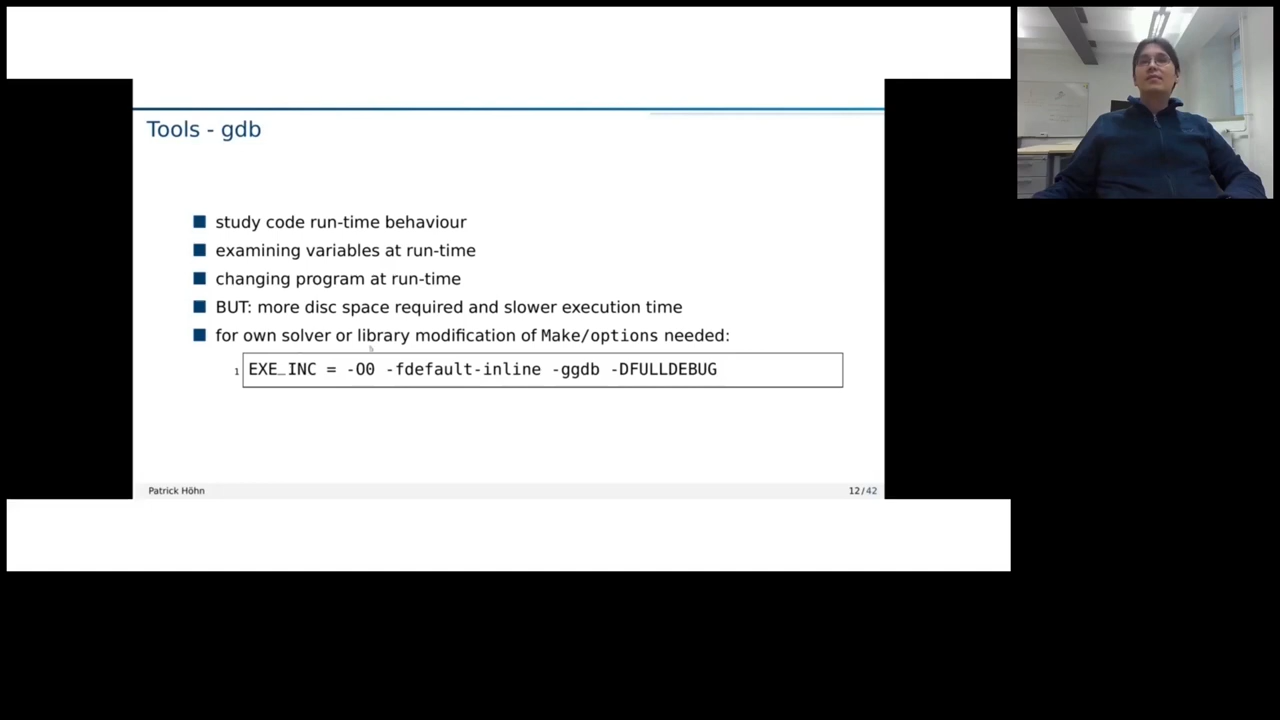 Tools - gdb
study code run-time behaviour
examining variables at run-time
changing program at run-time
BUT: more disc space required and slower execution time
for own solver or library modification of Make/options needed:
1 EXE_INC = -O0 -fdefault-inline -ggdb -DFULLDEBUG
Patrick Höhn 12/42